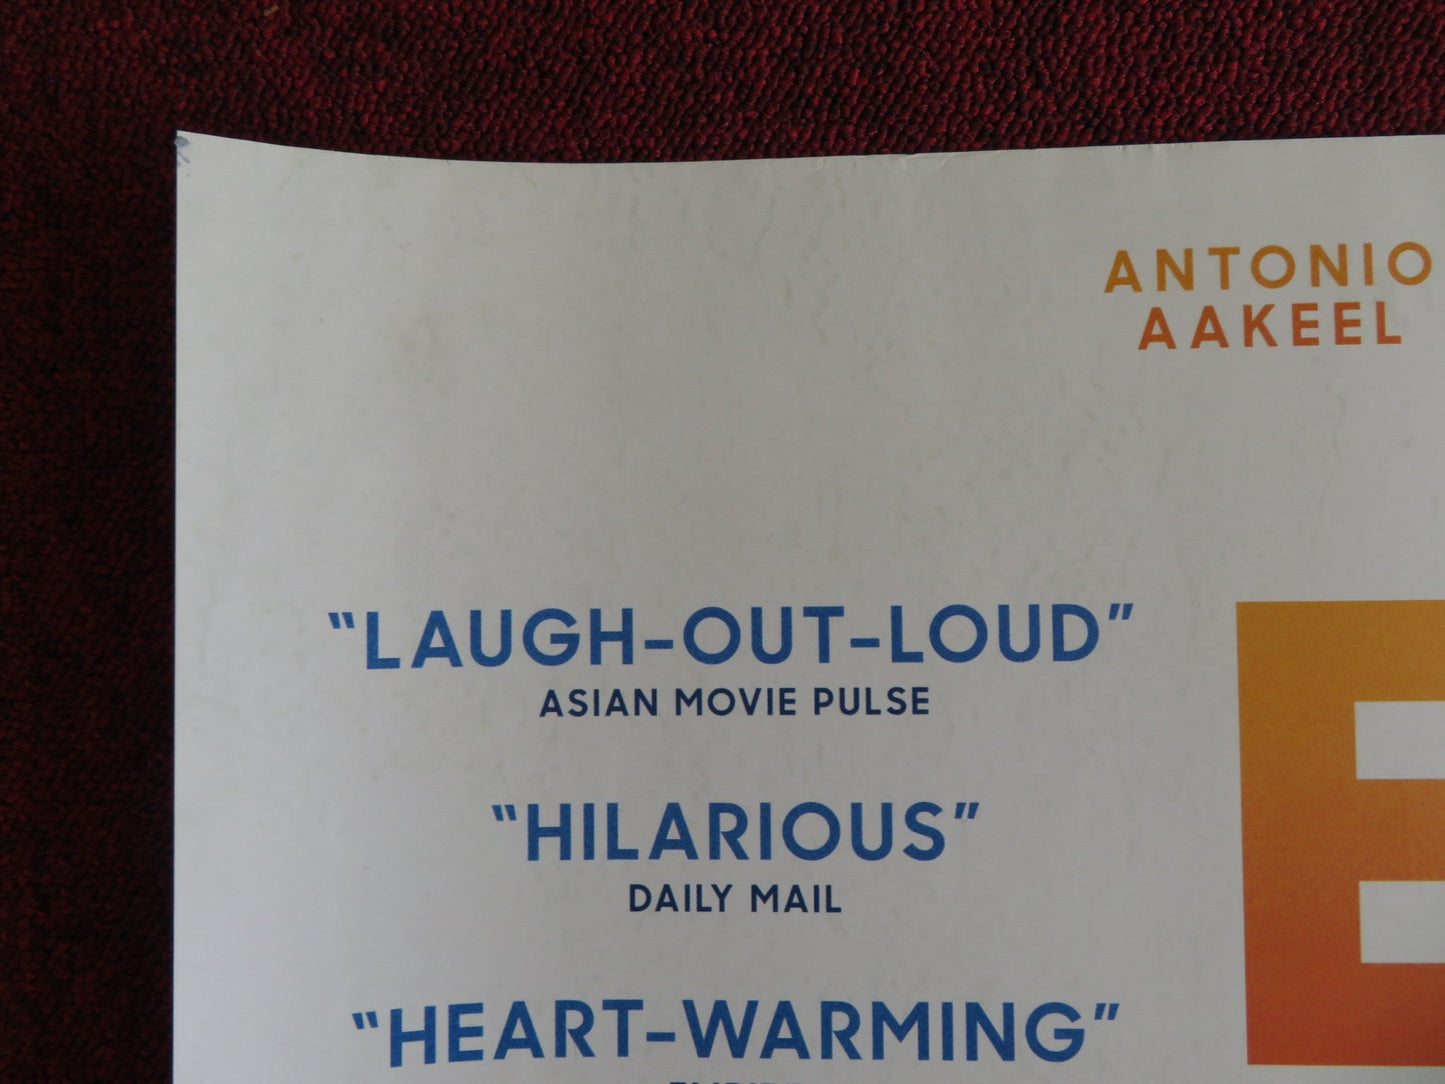 ANTONIO
AAKEEL
"LAUGH-OUT-LOUD"
ASIAN MOVIE PULSE
E
"HILARIOUS"
DAILY MAIL
"HEART-WARMING"